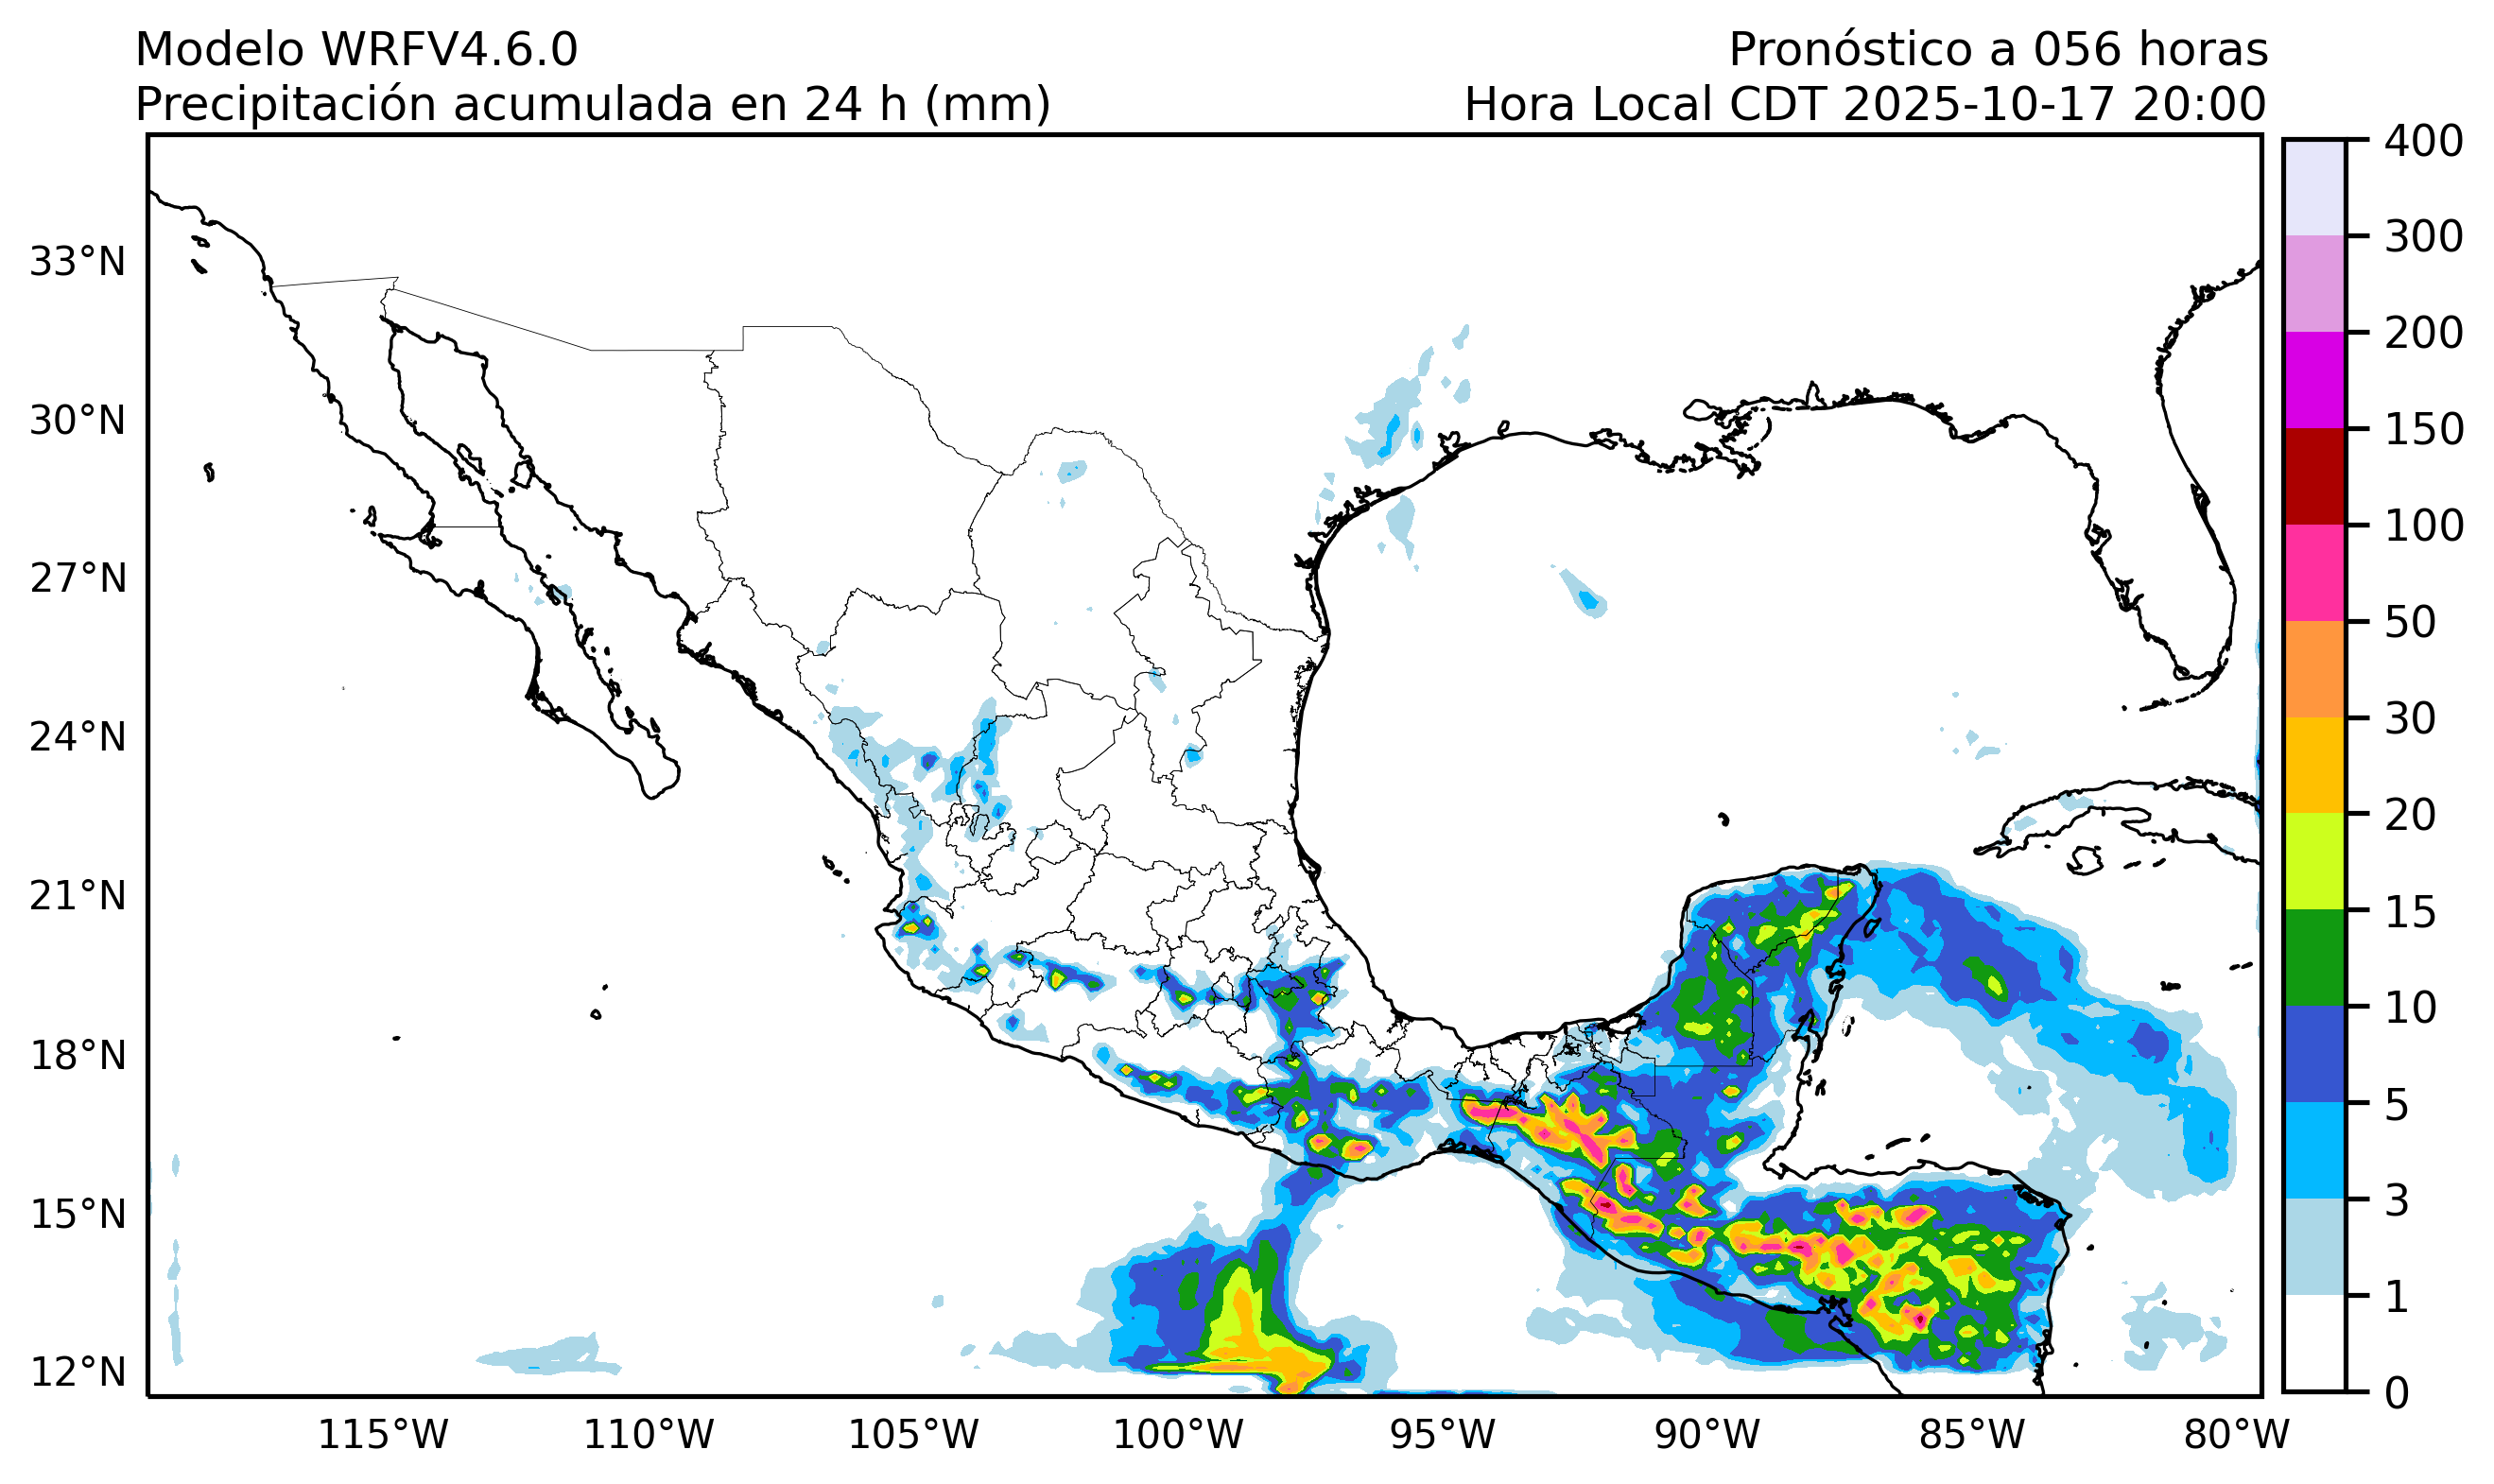 Modelo WRFV4.6.0
Pronóstico a 056 horas
Precipitación acumulada en 24 h (mm)
Hora Local CDT 2025-10-17 20:00
33°N
30°N
27°N
24°N
21°N
18°N
15°N
12°N
115°W
110°W
105°W
100°W
95°W
90°W
85°W
80°W
400
300
200
150
100
50
30
20
15
10
5
3
1
0